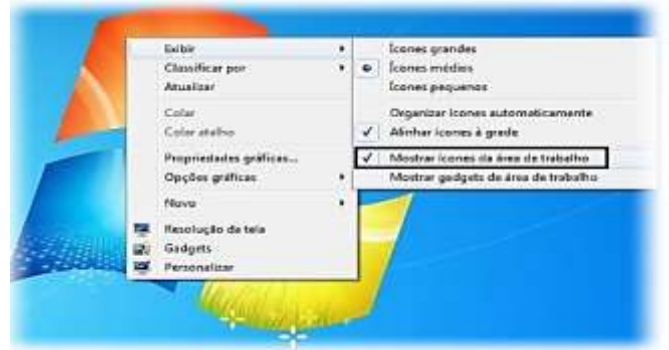 Exibir
Classificar por
Atualizar
Colar
Colar atalho
Propriedades gráficas...
Opções gráficas
Novo
Resolução da tela
Gadgets
Personalizar
Ícones grandes
Ícones médios
Ícones pequenos
Organizar ícones automaticamente
Alinhar ícones à grade
Mostrar ícones da área de trabalho
Mostrar gadgets da área de trabalho